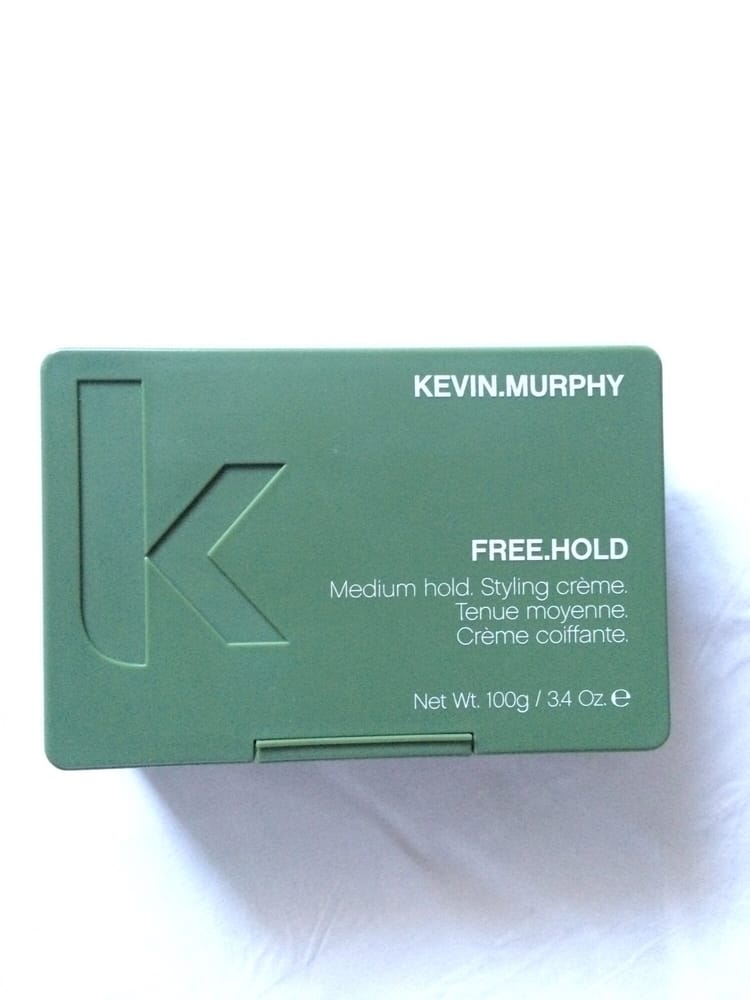 k
KEVIN.MURPHY
FREE.HOLD
Medium hold. Styling crème.
Tenue moyenne.
Crème coiffante.
Net Wt. 100g / 3.4 Oz. ℮